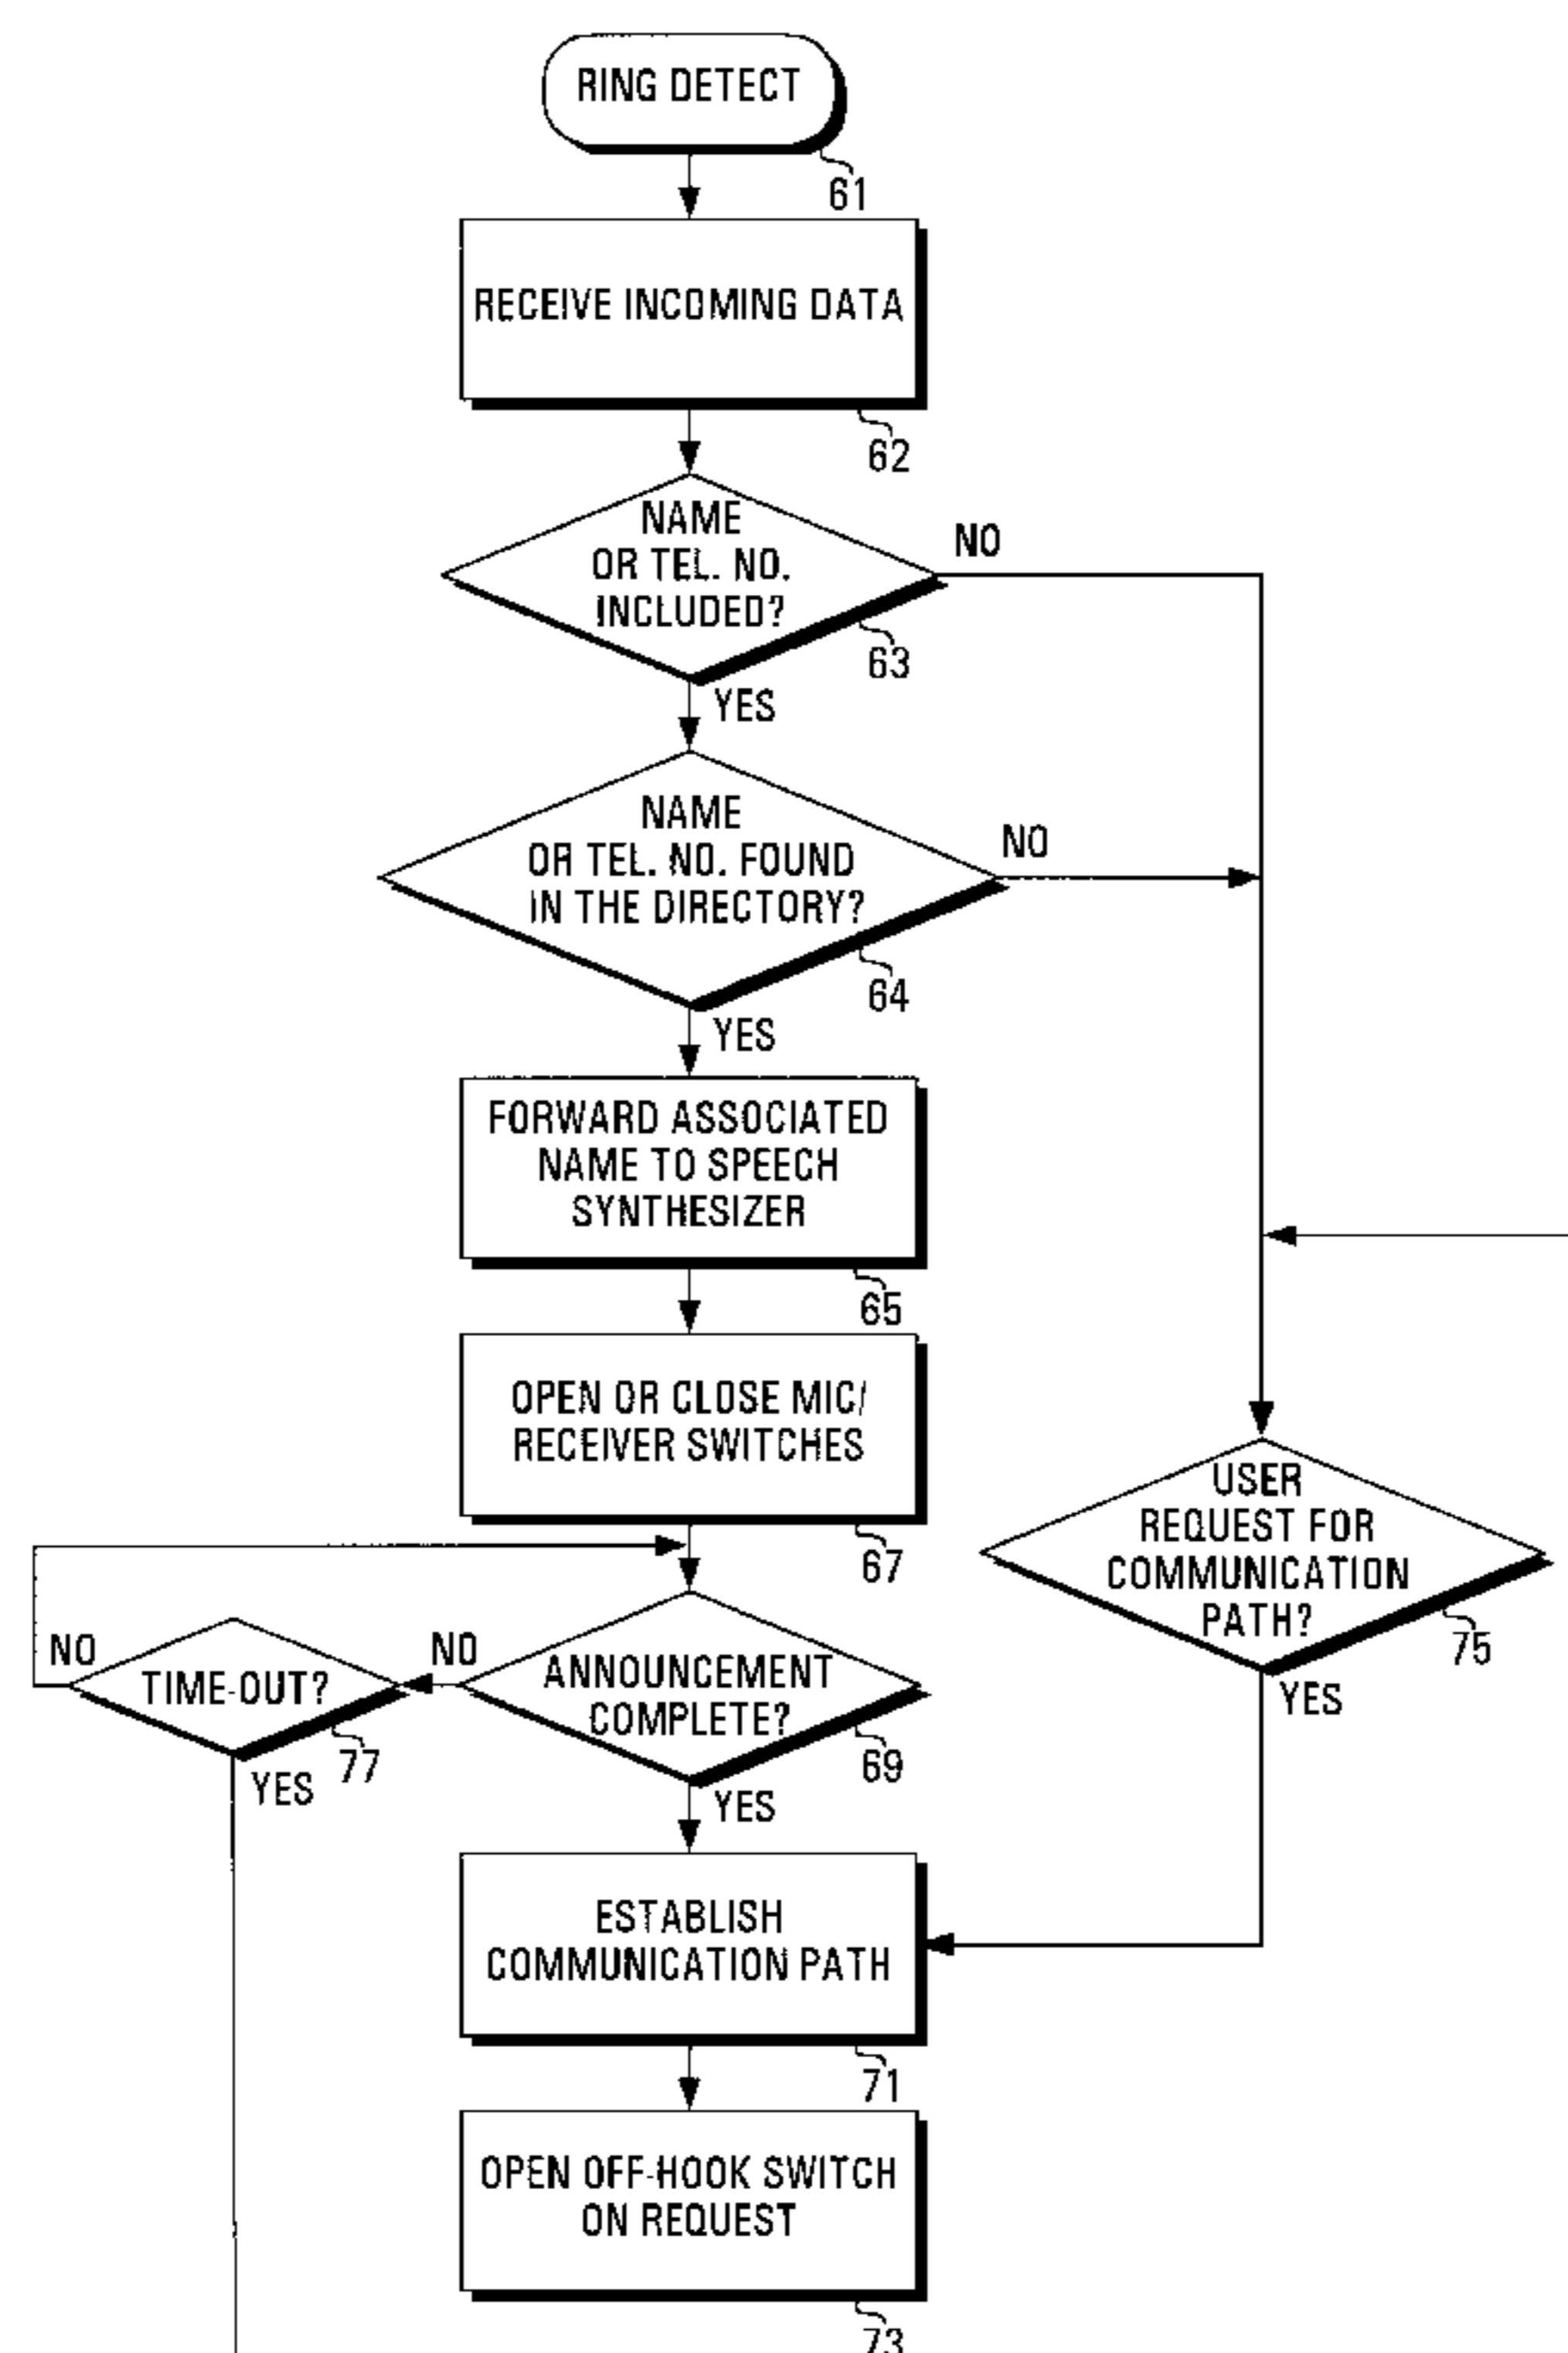 RING DETECT
61
RECEIVE INCOMING DATA
62
NAME
OR TEL. NO.
INCLUDED?
NO
63
YES
NAME
OR TEL. NO. FOUND
IN THE DIRECTORY?
NO
64
YES
FORWARD ASSOCIATED
NAME TO SPEECH
SYNTHESIZER
65
OPEN OR CLOSE MIC/
RECEIVER SWITCHES
67
USER
REQUEST FOR
COMMUNICATION
PATH?
75
YES
ANNOUNCEMENT
COMPLETE?
NO
69
YES
TIME-OUT?
NO
77
YES
ESTABLISH
COMMUNICATION PATH
71
OPEN OFF-HOOK SWITCH
ON REQUEST
73